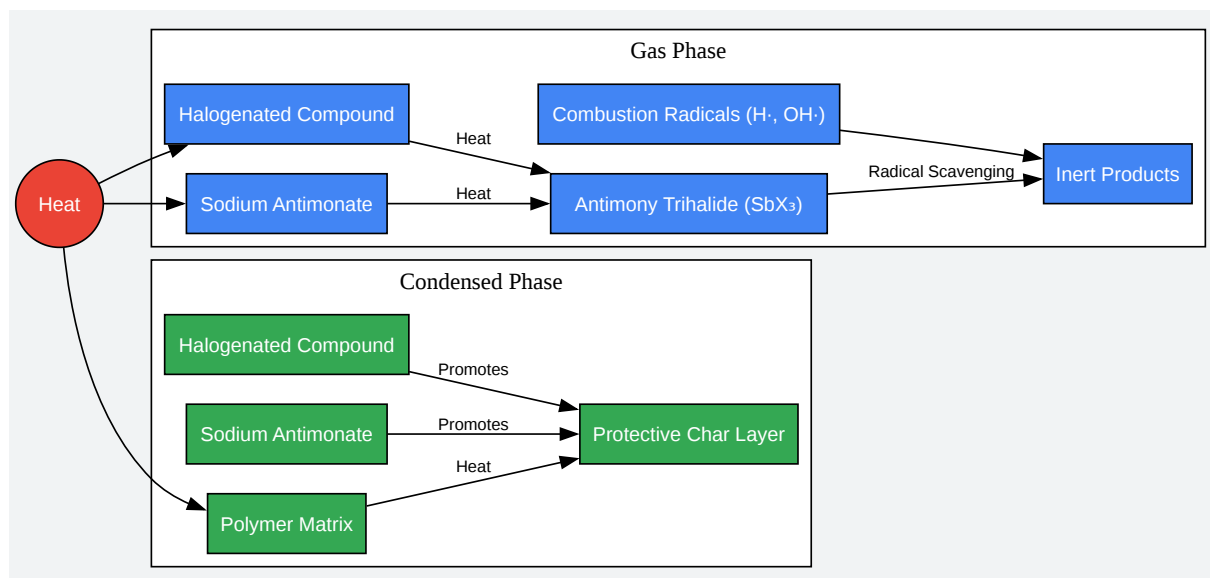 Gas Phase
Halogenated Compound
Combustion Radicals (H·, OH·)
Heat
Radical Scavenging
Inert Products
Heat
Sodium Antimonate
Heat
Antimony Trihalide (SbX₃)
Condensed Phase
Halogenated Compound
Promotes
Sodium Antimonate
Promotes
Protective Char Layer
Heat
Polymer Matrix